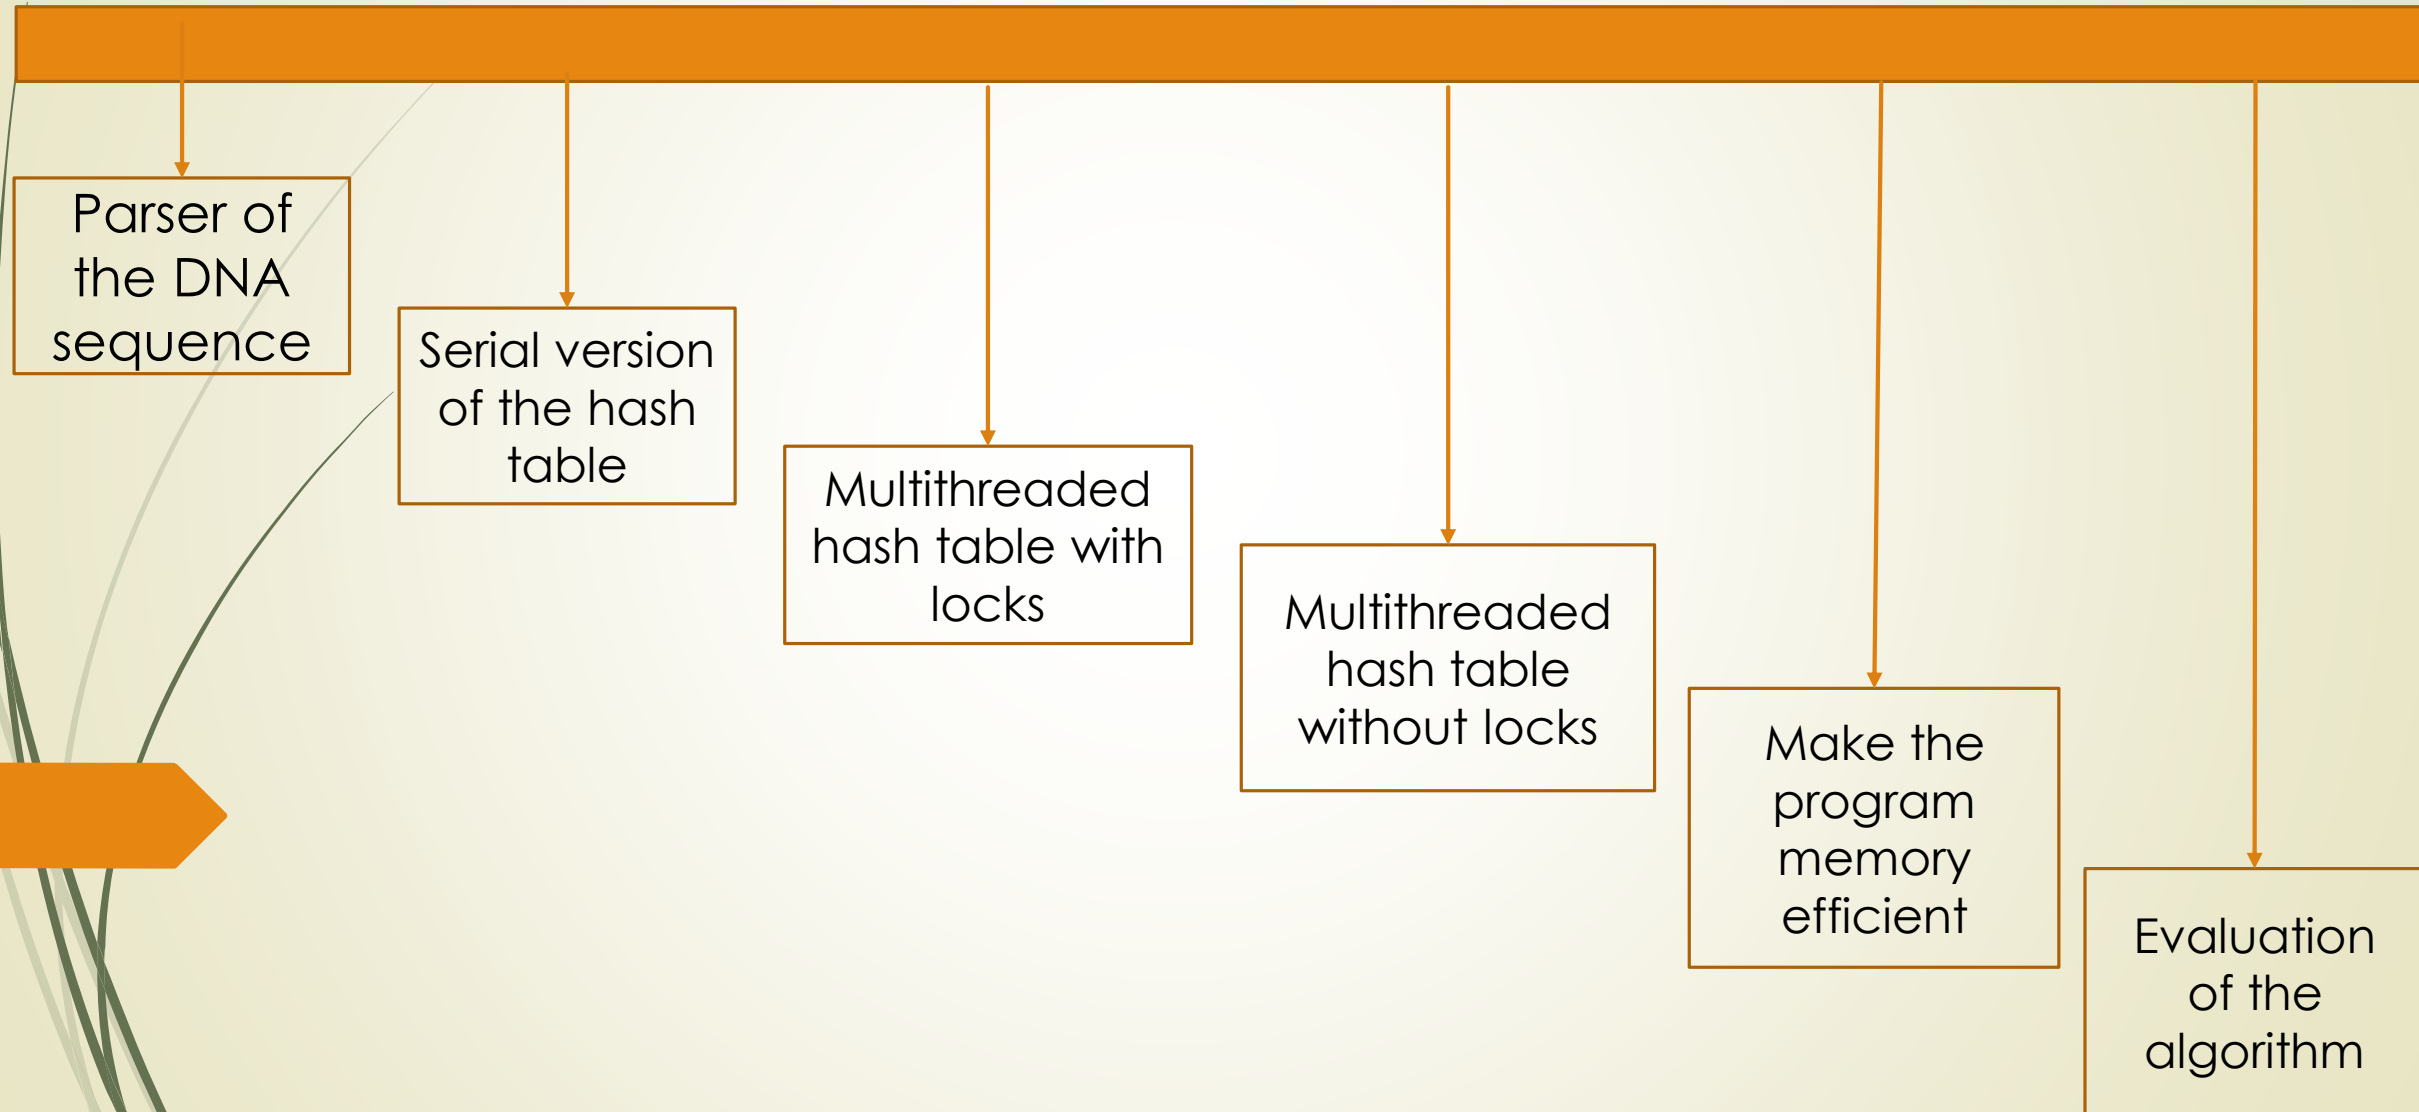 Parser of
the DNA
sequence
Serial version
of the hash
table
Multithreaded
hash table with
locks
Multithreaded
hash table
without locks
Make the
program
memory
efficient
Evaluation
of the
algorithm